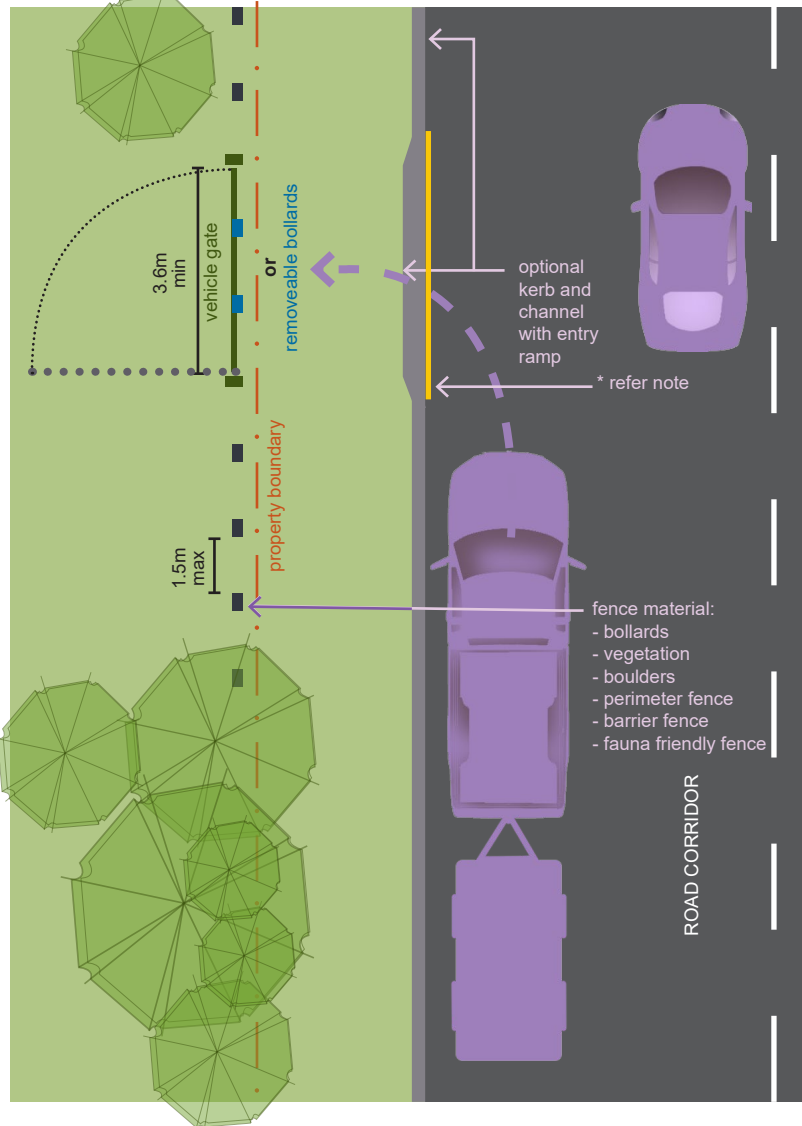 3.6m
min
vehicle gate
or
removeable bollards
optional
kerb and
channel
with entry
ramp
* refer note
property boundary
1.5m
max
fence material:
- bollards
- vegetation
- boulders
- perimeter fence
- barrier fence
- fauna friendly fence
ROAD CORRIDOR